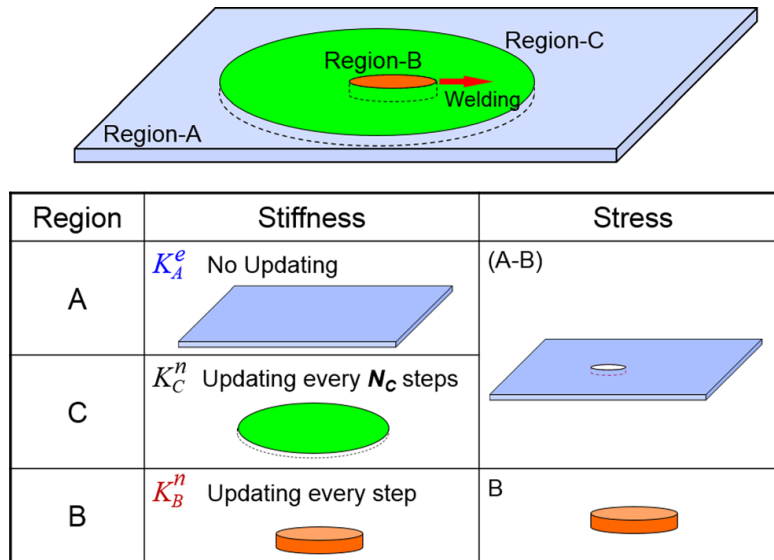 Region-C
Region-B
Welding
Region-A
Region Stiffness Stress
A K_A^e No Updating (A-B)
C K_C^n Updating every N_C steps
B K_B^n Updating every step B